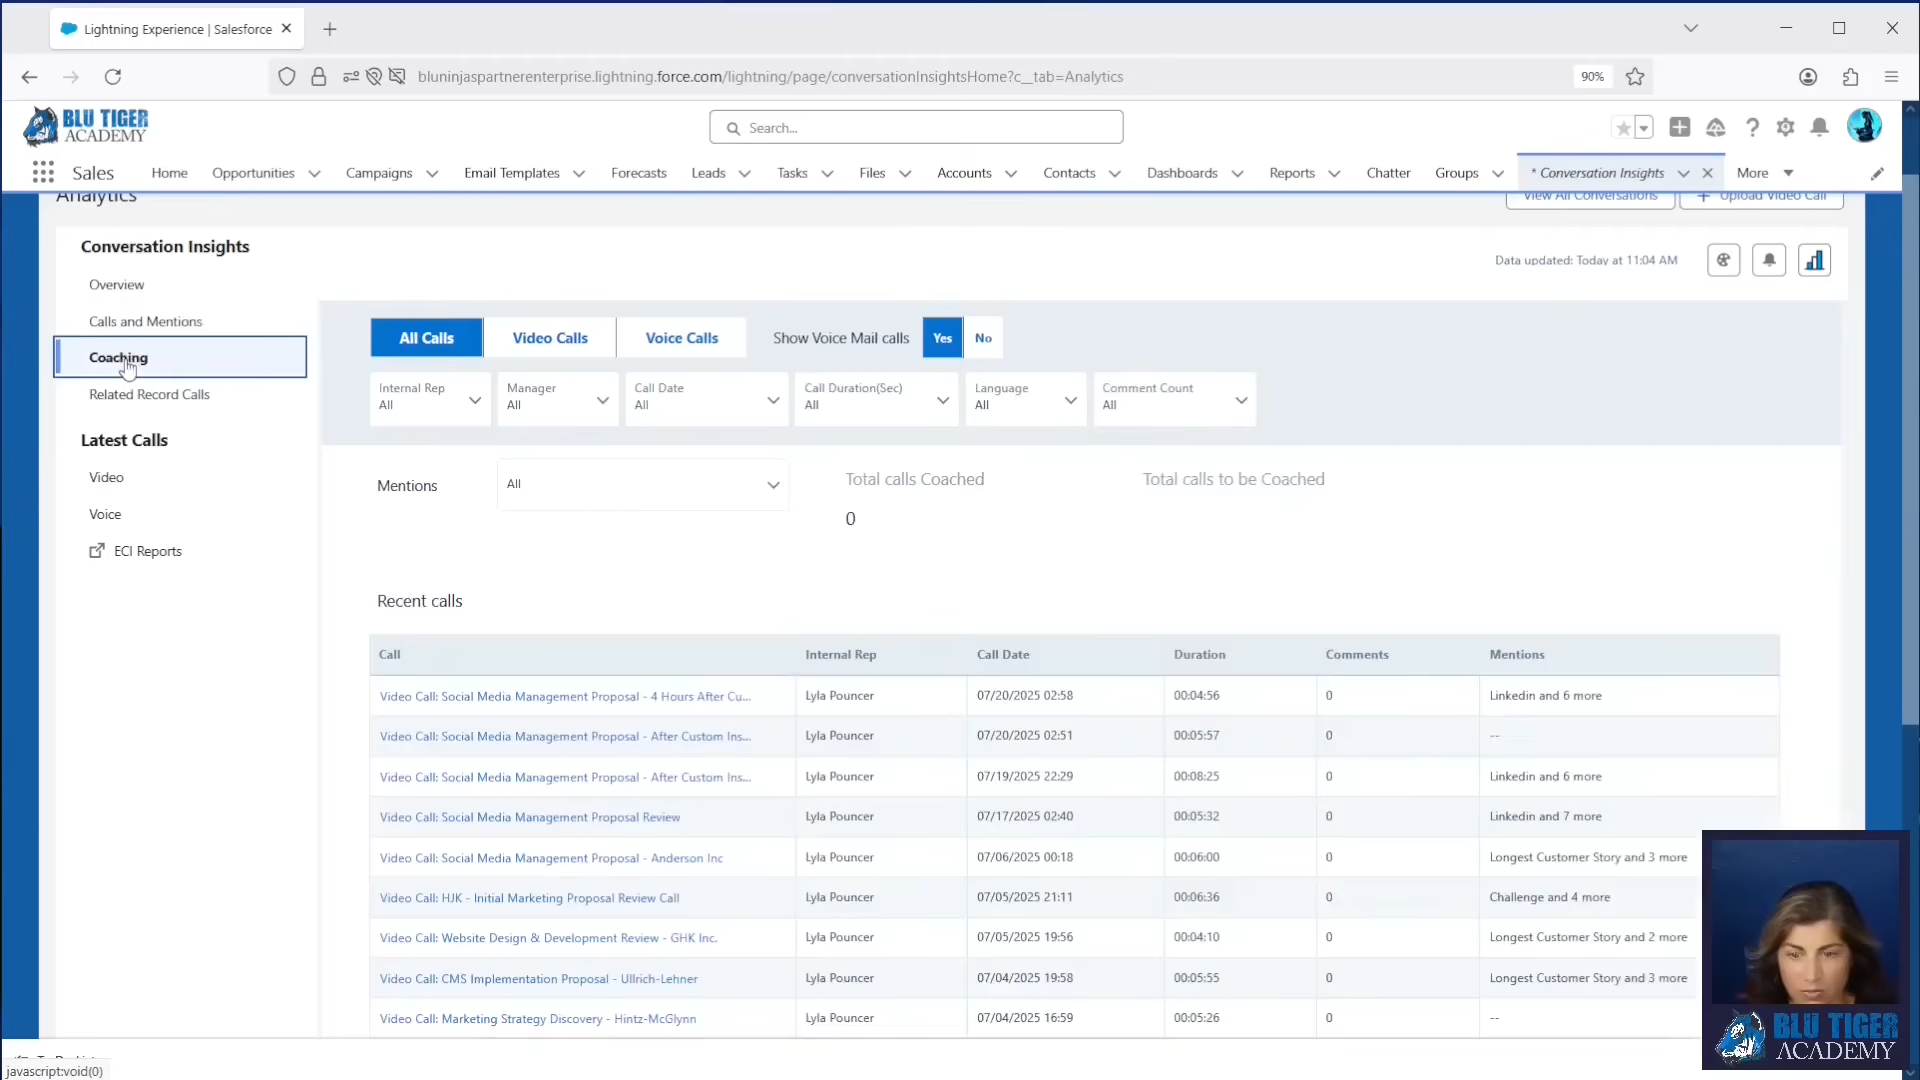 Lightning Experience | Salesforce
bluninjaspartnerenterprise.lightning.force.com/lightning/page/conversationInsightsHome?c__tab=Analytics
90%
BLU TIGER
ACADEMY
Search...
Sales
Home
Opportunities
Campaigns
Email Templates
Forecasts
Leads
Tasks
Files
Accounts
Contacts
Dashboards
Reports
Chatter
Groups
* Conversation Insights
More
Analytics
View All Conversations
Upload Video Call
Conversation Insights
Data updated: Today at 11:04 AM
Overview
Calls and Mentions
Coaching
Related Record Calls
Latest Calls
Video
Voice
ECI Reports
All Calls
Video Calls
Voice Calls
Show Voice Mail calls
Yes
No
Internal Rep
All
Manager
All
Call Date
All
Call Duration(Sec)
All
Language
All
Comment Count
All
Mentions
All
Total calls Coached
0
Total calls to be Coached
Recent calls
Call Internal Rep Call Date Duration Comments Mentions
Video Call: Social Media Management Proposal - 4 Hours After Cu... Lyla Pouncer 07/20/2025 02:58 00:04:56 0 Linkedin and 6 more
Video Call: Social Media Management Proposal - After Custom Ins... Lyla Pouncer 07/20/2025 02:51 00:05:57 0 --
Video Call: Social Media Management Proposal - After Custom Ins... Lyla Pouncer 07/19/2025 22:29 00:08:25 0 Linkedin and 6 more
Video Call: Social Media Management Proposal Review Lyla Pouncer 07/17/2025 02:40 00:05:32 0 Linkedin and 7 more
Video Call: Social Media Management Proposal - Anderson Inc Lyla Pouncer 07/06/2025 00:18 00:06:00 0 Longest Customer Story and 3 more
Video Call: HJK - Initial Marketing Proposal Review Call Lyla Pouncer 07/05/2025 21:11 00:06:36 0 Challenge and 4 more
Video Call: Website Design & Development Review - GHK Inc. Lyla Pouncer 07/05/2025 19:56 00:04:10 0 Longest Customer Story and 2 more
Video Call: CMS Implementation Proposal - Ullrich-Lehner Lyla Pouncer 07/04/2025 19:58 00:05:55 0 Longest Customer Story and 3 more
Video Call: Marketing Strategy Discovery - Hintz-McGlynn Lyla Pouncer 07/04/2025 16:59 00:05:26 0 --
BLU TIGER
ACADEMY
javascript:void(0)